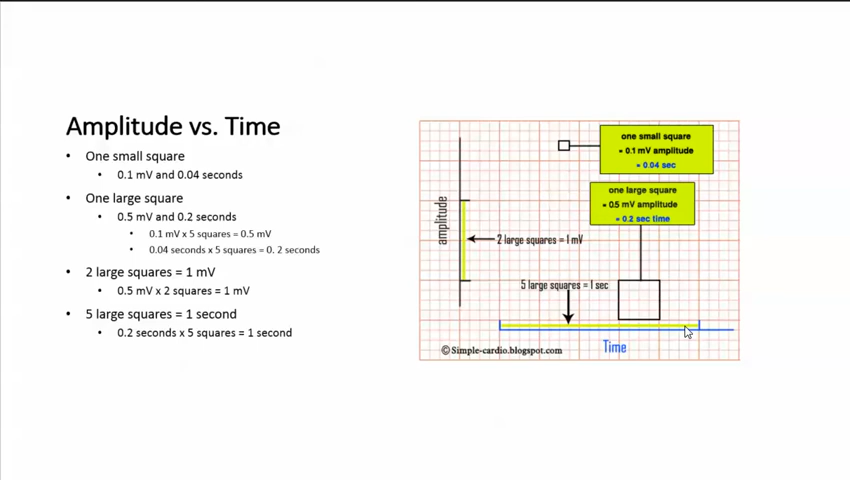 Amplitude vs. Time
• One small square
• 0.1 mV and 0.04 seconds
• One large square
• 0.5 mV and 0.2 seconds
• 0.1 mV x 5 squares = 0.5 mV
• 0.04 seconds x 5 squares = 0. 2 seconds
• 2 large squares = 1 mV
• 0.5 mV x 2 squares = 1 mV
• 5 large squares = 1 second
• 0.2 seconds x 5 squares = 1 second
one small square
= 0.1 mV amplitude
= 0.04 sec
one large square
= 0.5 mV amplitude
= 0.2 sec time
amplitude
2 large squares = 1 mV
5 large squares = 1 sec
Time
© Simple-cardio.blogspot.com